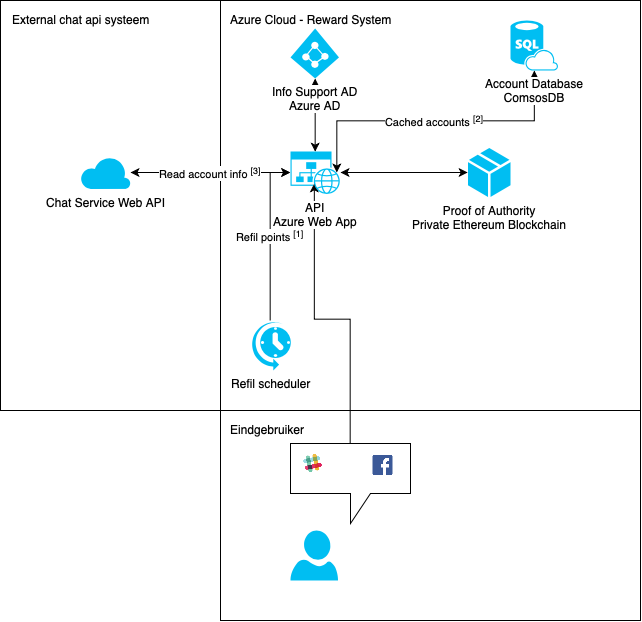 External chat api systeem
Azure Cloud - Reward System
Info Support AD
Azure AD
SQL
Account Database
ComsosDB
Cached accounts [2]
Read account info [3]
Chat Service Web API
API
Azure Web App
Proof of Authority
Private Ethereum Blockchain
Refil points [1]
Refil scheduler
Eindgebruiker